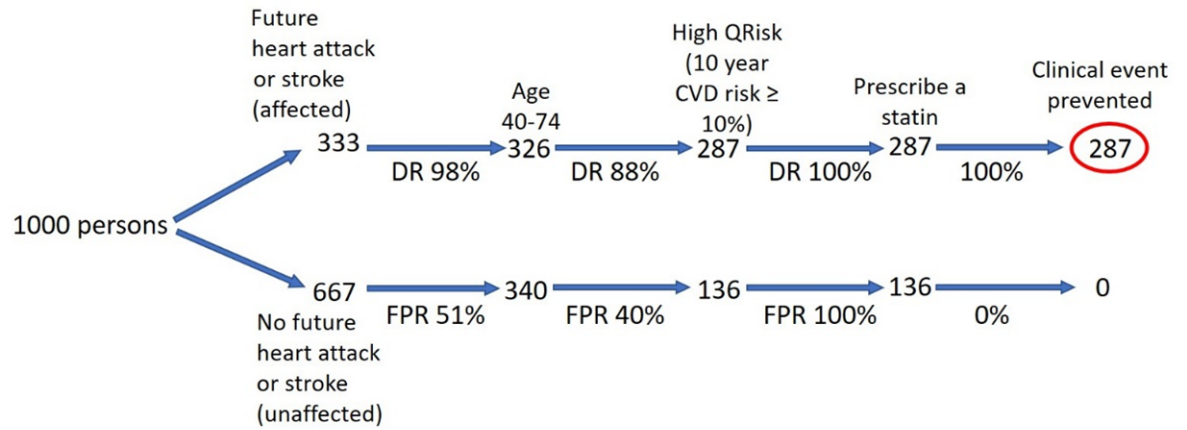 Future
heart attack
or stroke
(affected)
Age
40-74
High QRisk
(10 year
CVD risk ≥
10%)
Prescribe a
statin
Clinical event
prevented
333
326
287
287
287
DR 98%
DR 88%
DR 100%
100%
1000 persons
667
340
136
136
0
FPR 51%
FPR 40%
FPR 100%
0%
No future
heart attack
or stroke
(unaffected)